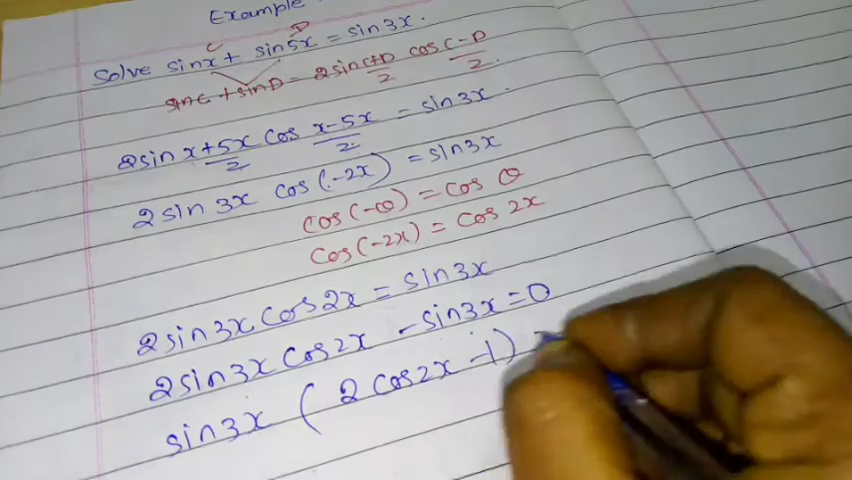 Example
C D
Solve sinx + sin5x = sin3x.
sinC + sinD = 2sin C+D/2 cos C-D/2.
2sin x+5x/2 cos x-5x/2 = sin3x.
2sin3x cos(-2x) = sin3x
cos(-θ) = cos θ
cos(-2x) = cos2x
2sin3x cos2x = sin3x
2sin3x cos2x - sin3x = 0
sin3x ( 2cos2x - 1)